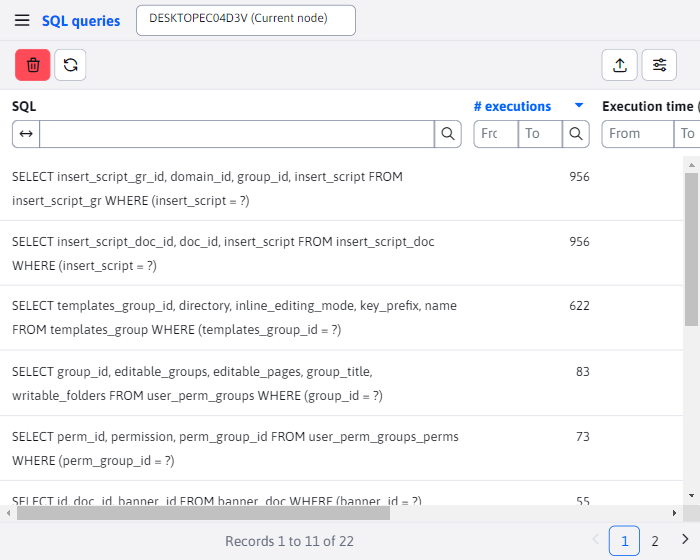 SQL queries
DESKTOPEC04D3V (Current node)
SQL
# executions
Execution time (
To
From
To
SELECT insert_script_gr_id, domain_id, group_id, insert_script FROM
insert_script_gr WHERE (insert_script = ?)
956
SELECT insert_script_doc_id, doc_id, insert_script FROM insert_script_doc
WHERE (insert_script = ?)
956
SELECT templates_group_id, directory, inline_editing_mode, key_prefix, name
FROM templates_group WHERE (templates_group_id = ?)
622
SELECT group_id, editable_groups, editable_pages, group_title,
writable_folders FROM user_perm_groups WHERE (group_id = ?)
83
SELECT perm_id, permission, perm_group_id FROM user_perm_groups_perms
WHERE (perm_group_id = ?)
73
SELECT id, doc_id, banner_id FROM banner_doc WHERE (banner_id = ?)
55
Records 1 to 11 of 22
1
2